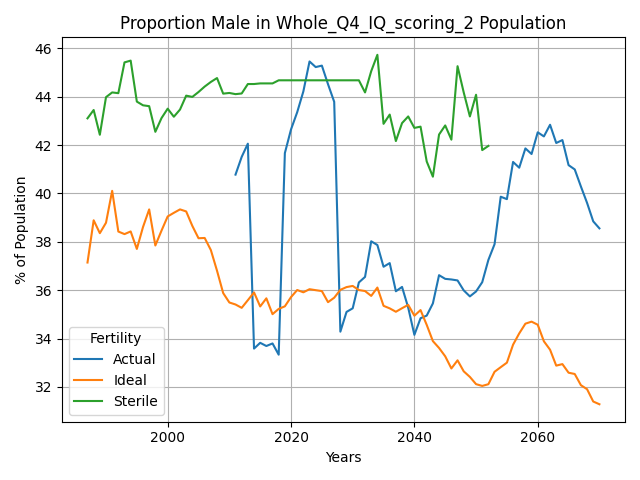 Proportion Male in Whole_Q4_IQ_scoring_2 Population
% of Population
46
44
42
40
38
36
34
32
Fertility
Actual
Ideal
Sterile
2000
2020
2040
2060
Years